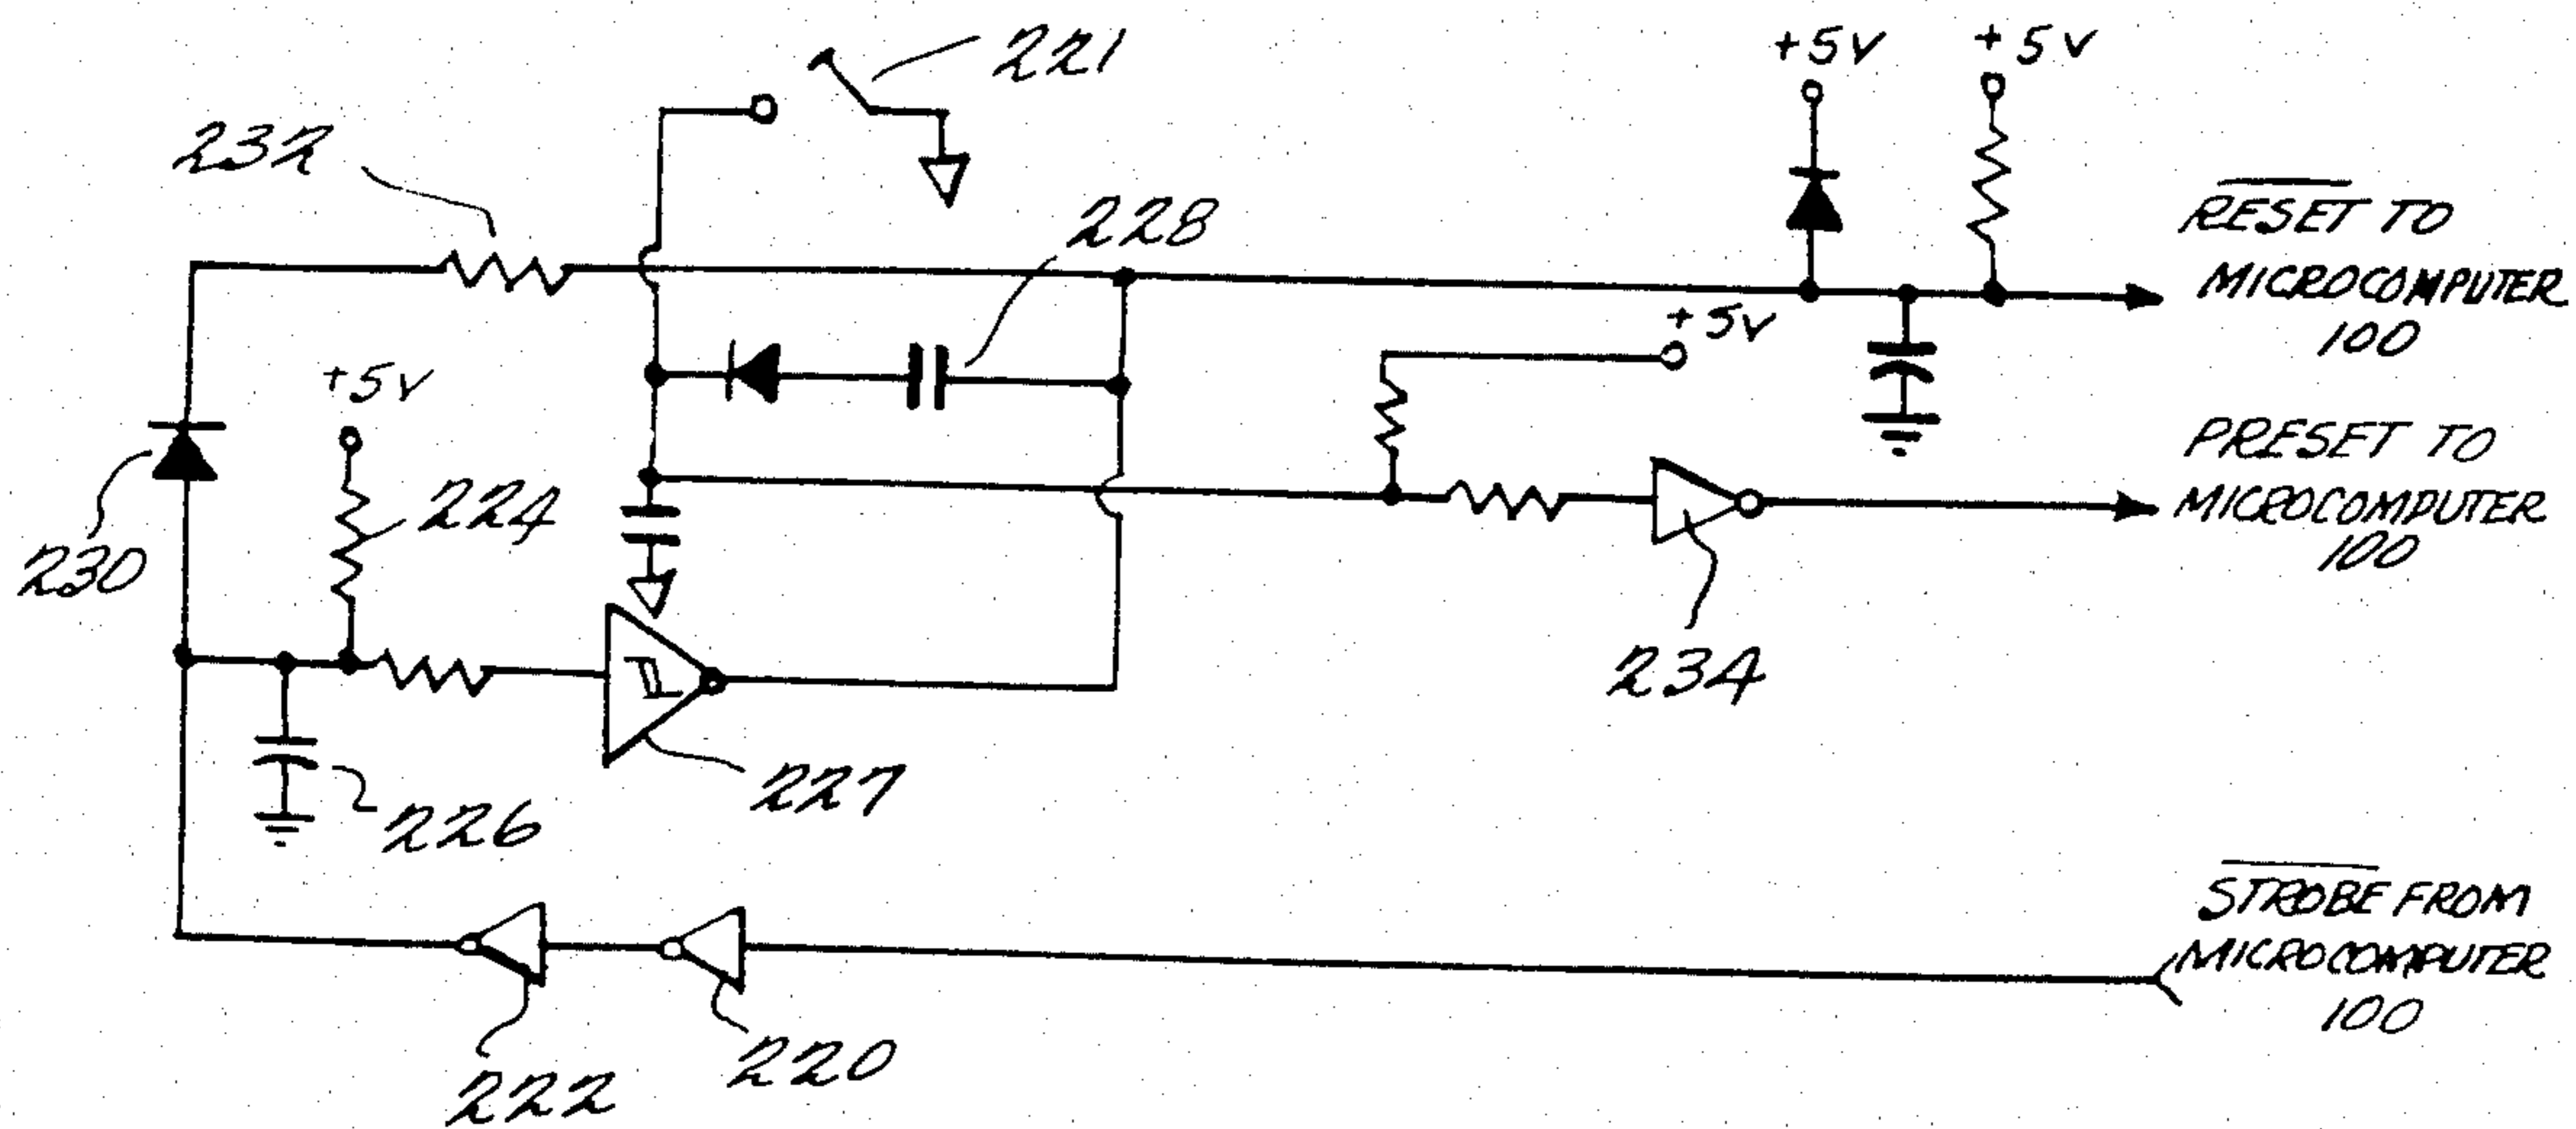 221
+5V
+5V
232
228
RESET TO
MICROCOMPUTER
100
+5V
+5V
PRESET TO
MICROCOMPUTER
100
224
230
234
227
226
STROBE FROM
MICROCOMPUTER
100
220
222